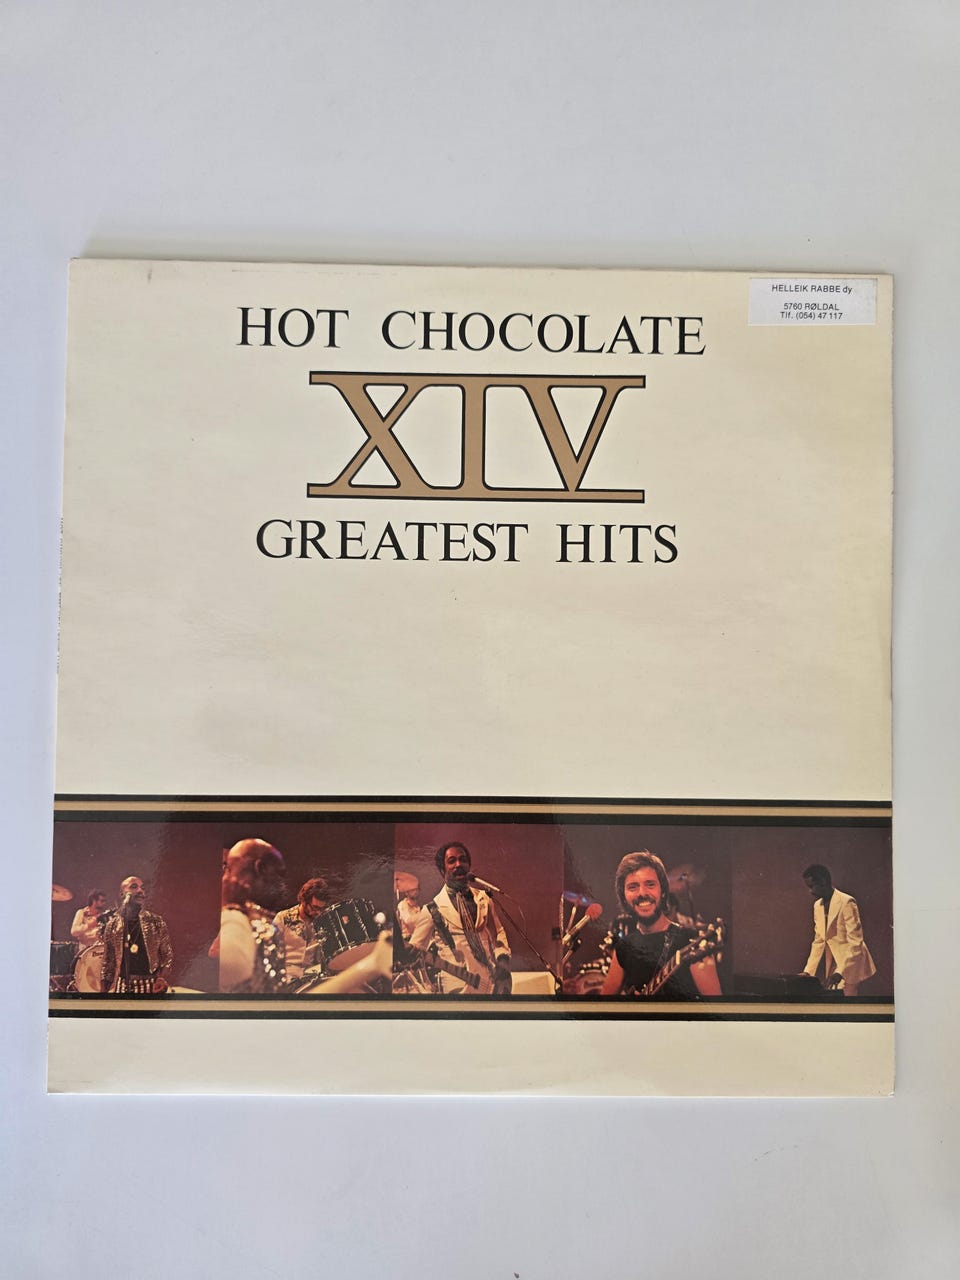 HELLEIK RABBE dy
5760 RØLDAL
Tlf. (054) 47 117
HOT CHOCOLATE
XIV
GREATEST HITS